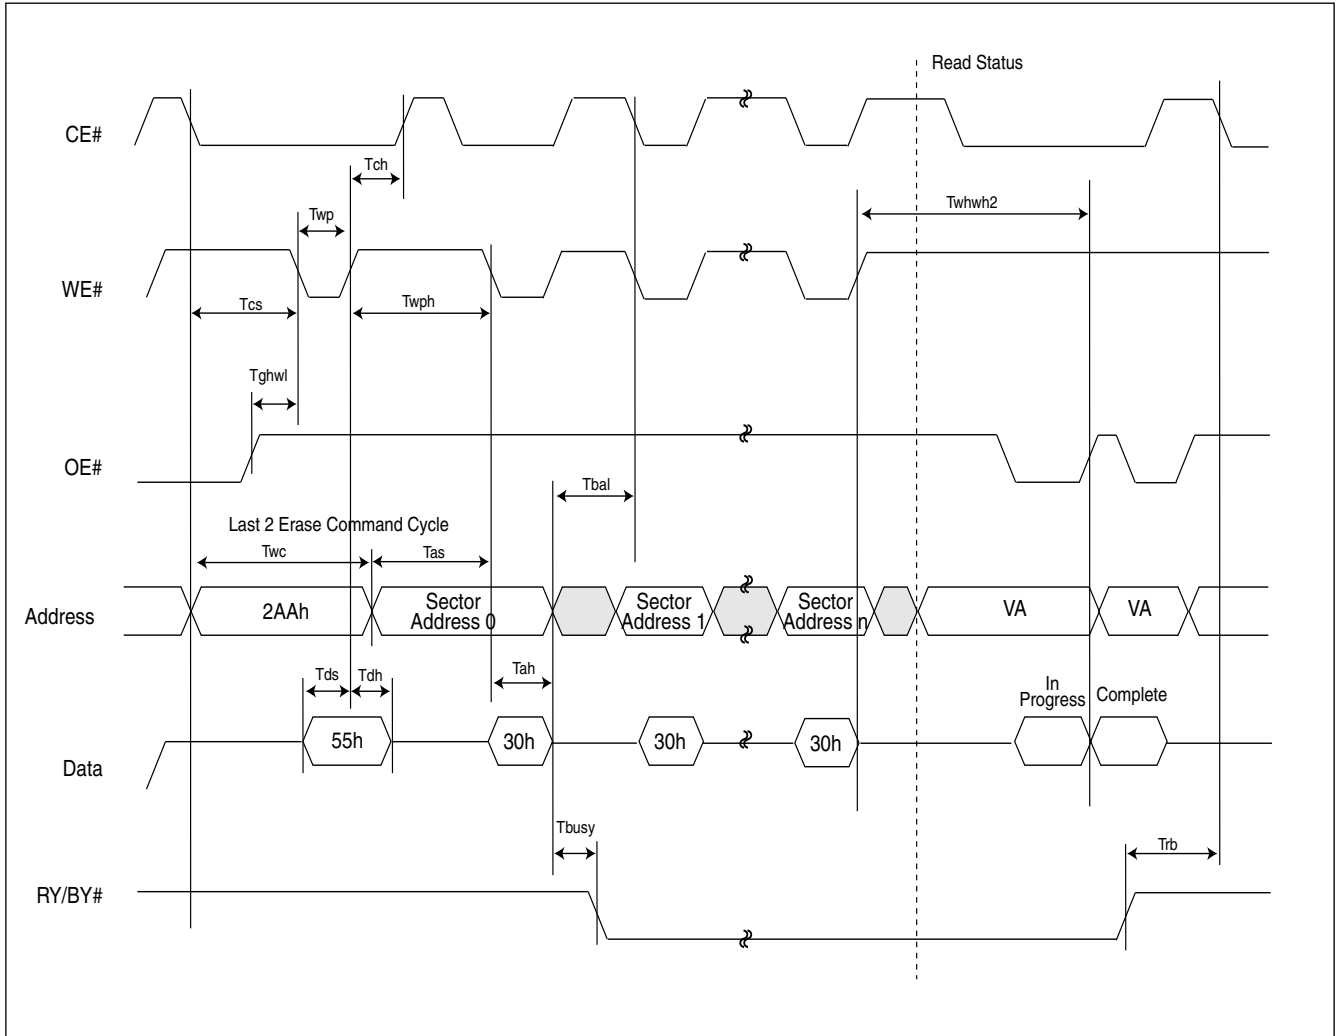 Read Status
CE#
Tch
Twp
Twhwh2
WE#
Tcs
Twph
Tghwl
OE#
Tbal
Last 2 Erase Command Cycle
Twc
Tas
Address
2AAh
Sector
Address 0
Sector
Address 1
Sector
Address n
VA
VA
Tds
Tdh
Tah
In
Progress
Complete
Data
55h
30h
30h
30h
Tbusy
Trb
RY/BY#